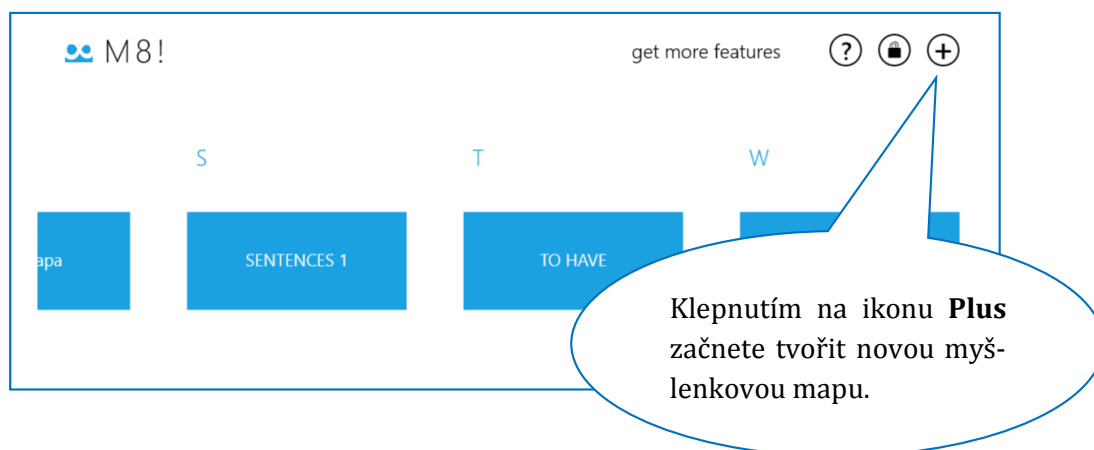 M8!
get more features
?
+
S
T
W
apa
SENTENCES 1
TO HAVE
Klepnutím na ikonu Plus
začnete tvořit novou myš-
lenkovou mapu.